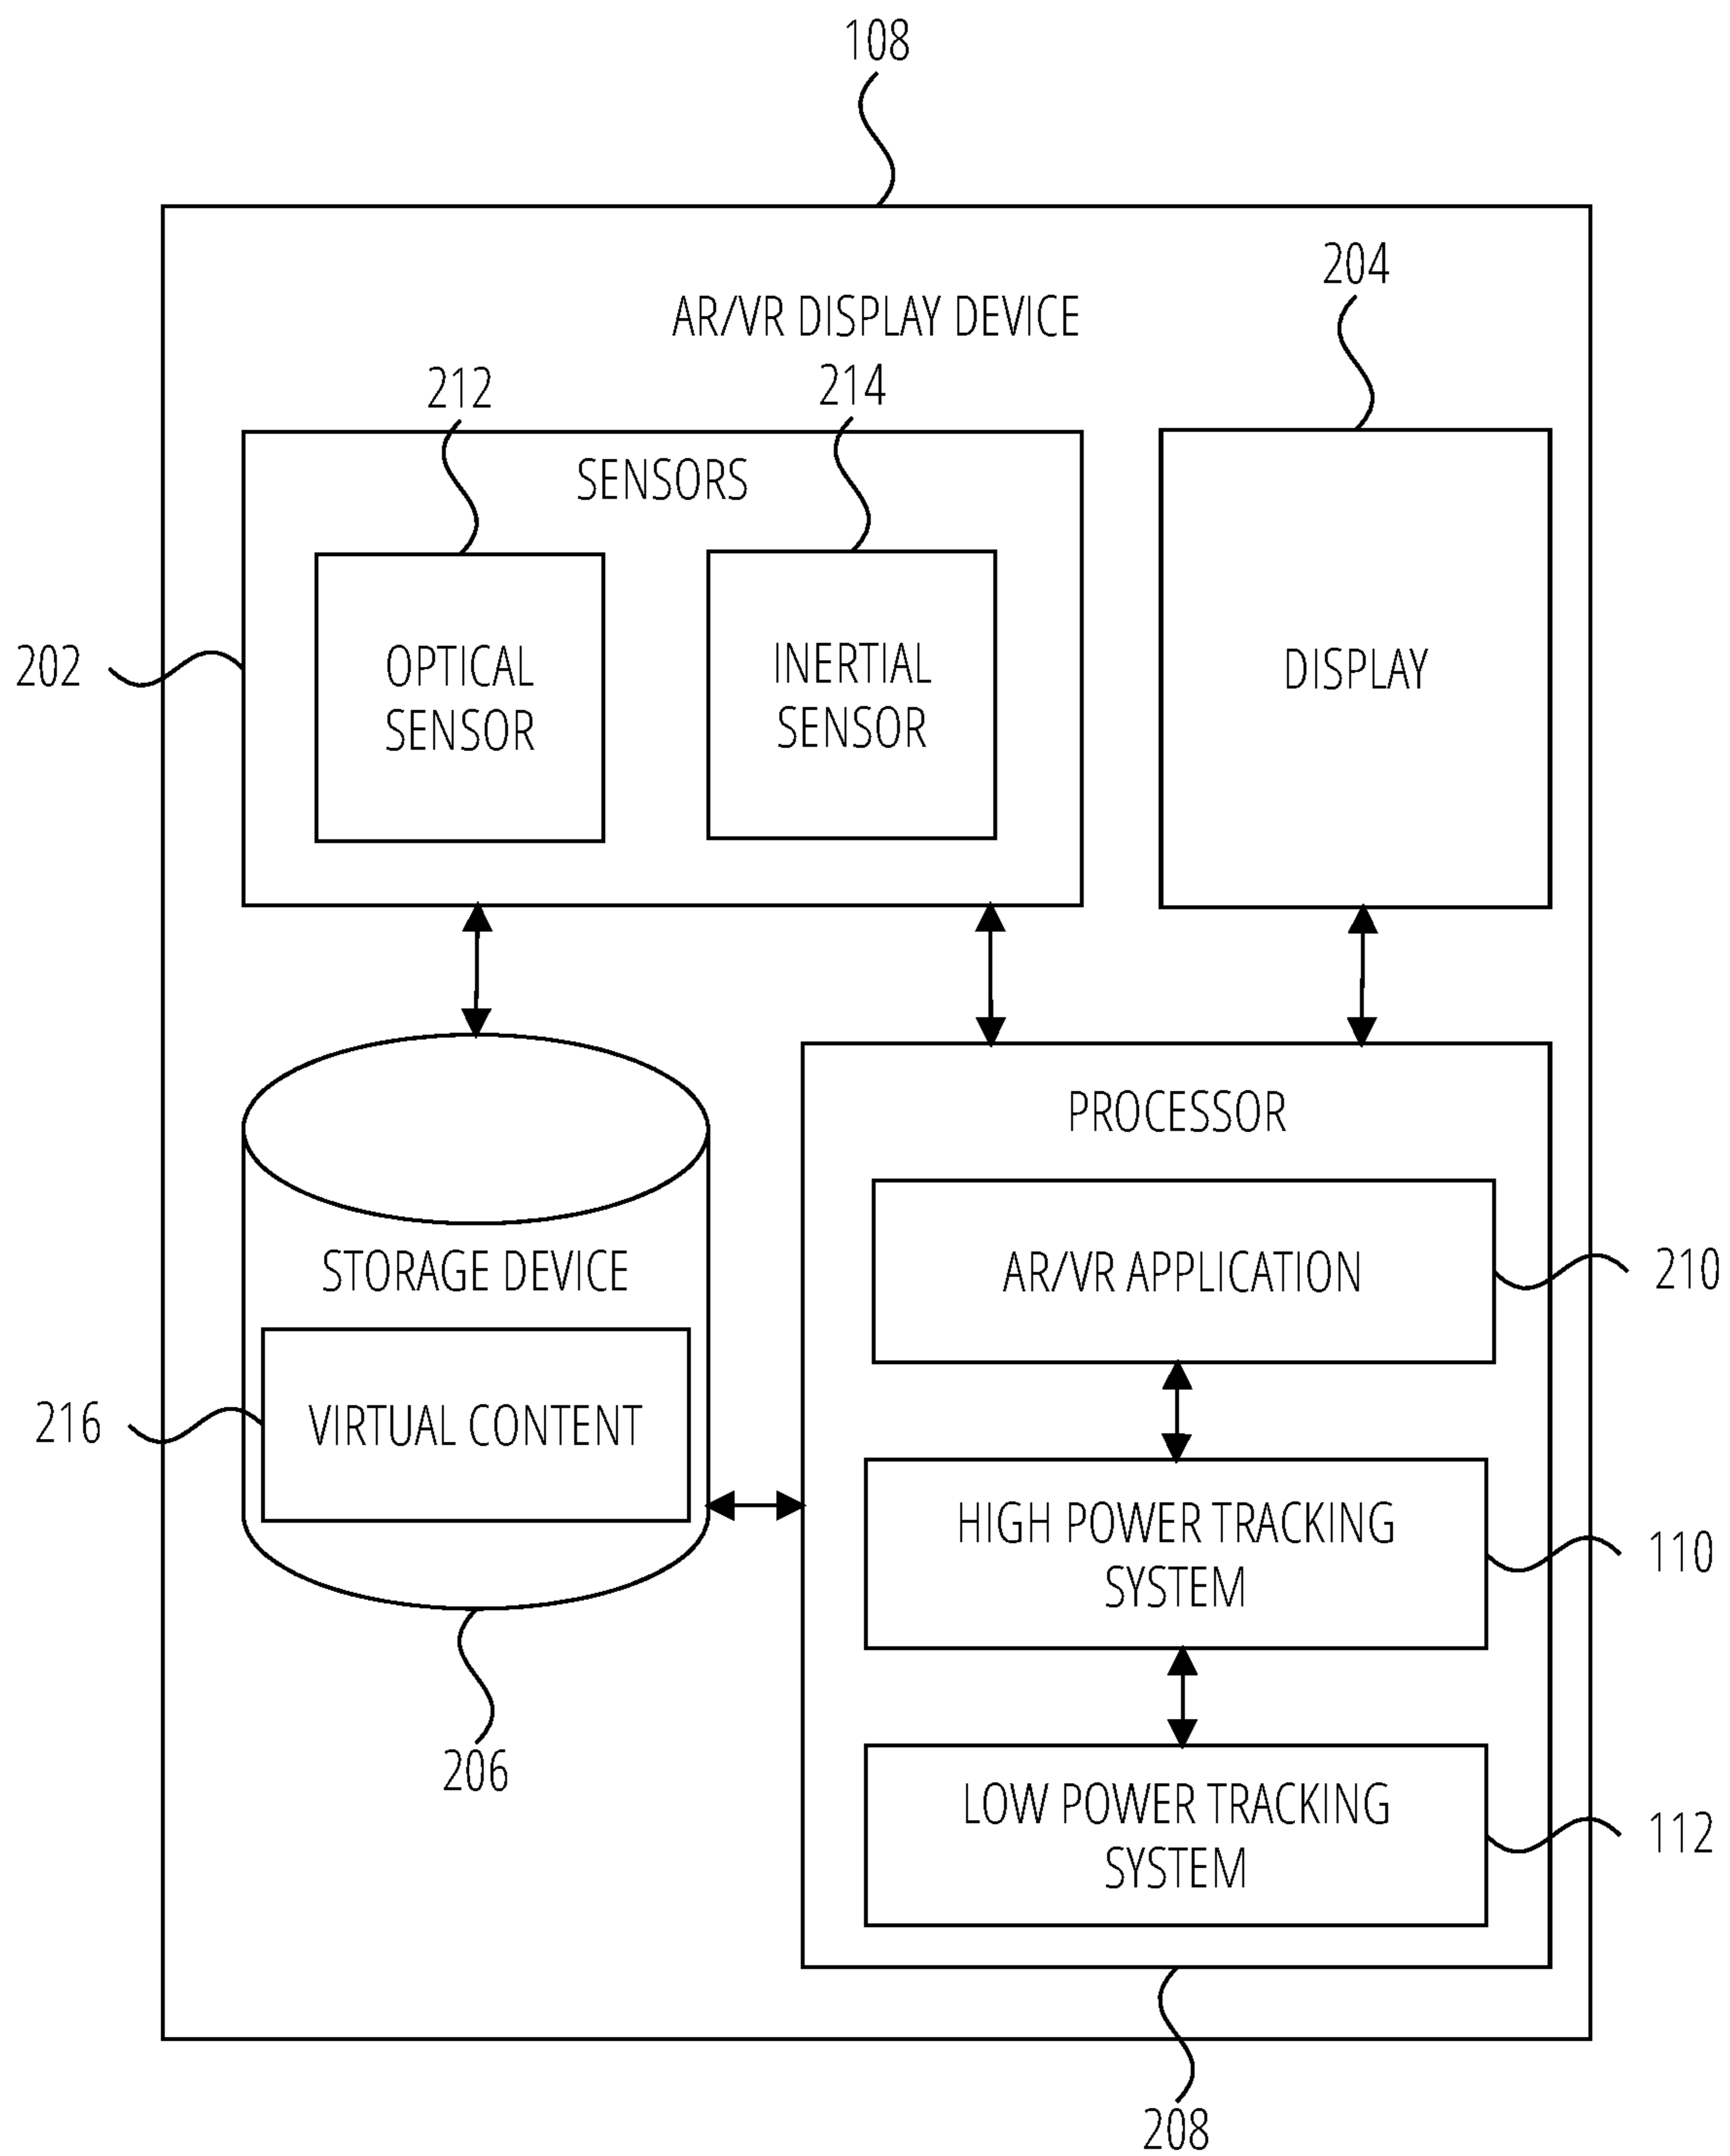 108
204
AR/VR DISPLAY DEVICE
212
214
SENSORS
202
OPTICAL
SENSOR
INERTIAL
SENSOR
DISPLAY
PROCESSOR
STORAGE DEVICE
AR/VR APPLICATION
210
216
VIRTUAL CONTENT
HIGH POWER TRACKING
SYSTEM
110
206
LOW POWER TRACKING
SYSTEM
112
208